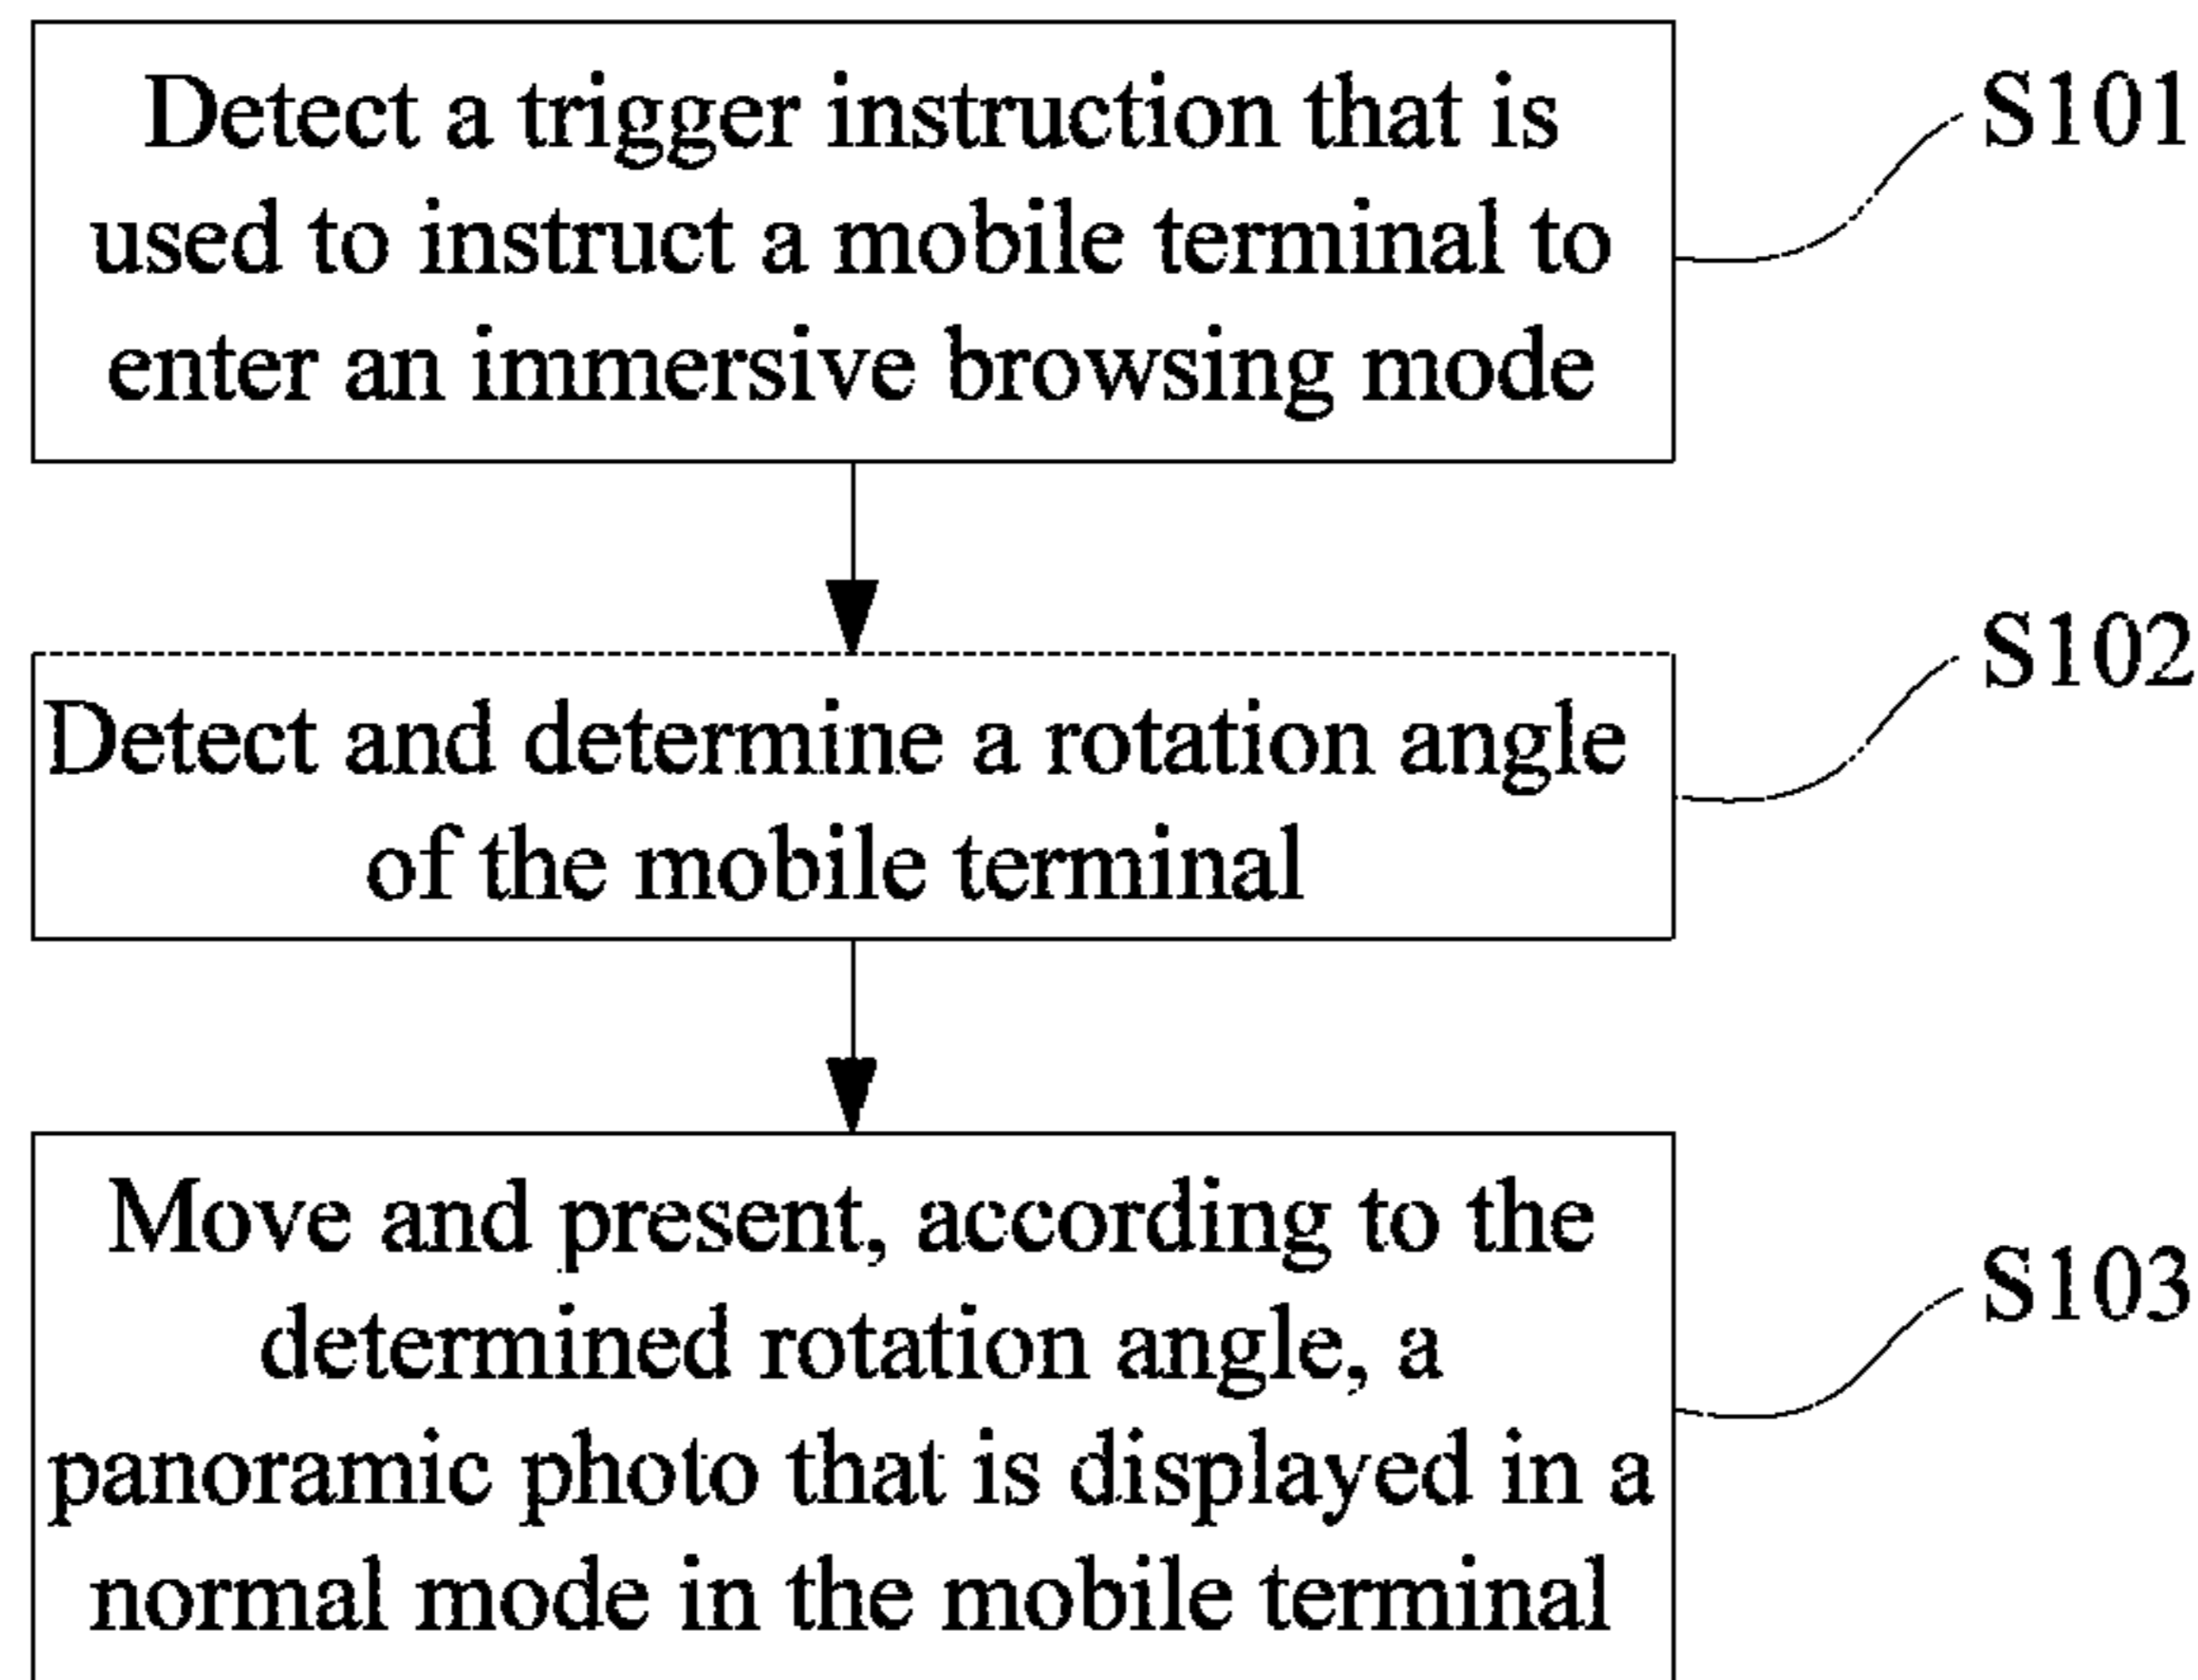 Detect a trigger instruction that is
used to instruct a mobile terminal to
enter an immersive browsing mode
S101
Detect and determine a rotation angle
of the mobile terminal
S102
Move and present, according to the
determined rotation angle, a
panoramic photo that is displayed in a
normal mode in the mobile terminal
S103